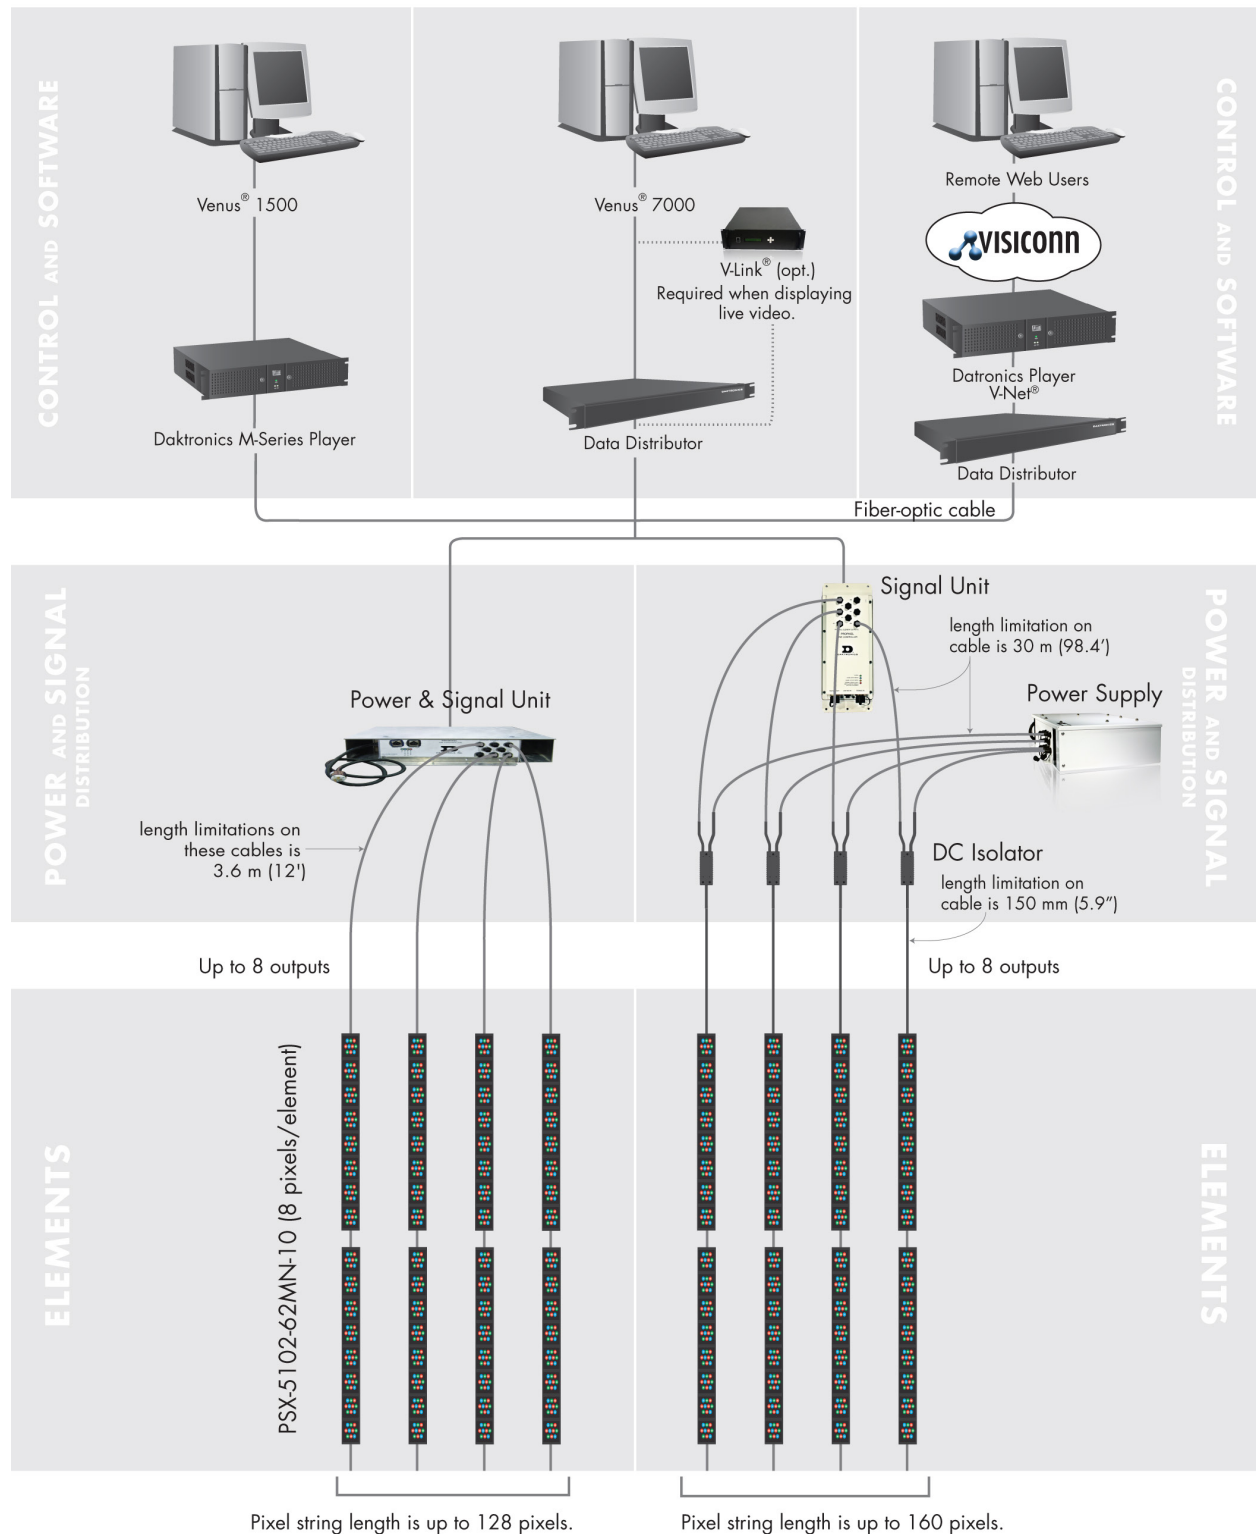 CONTROL AND SOFTWARE
Venus® 1500
Daktronics M-Series Player
Venus® 7000
V-Link® (opt.)
Required when displaying
live video.
Data Distributor
Remote Web Users
VISICONN
Datronics Player
V-Net®
Data Distributor
CONTROL AND SOFTWARE
Fiber-optic cable
POWER AND SIGNAL
DISTRIBUTION
Power & Signal Unit
length limitations on
these cables is
3.6 m (12')
Signal Unit
length limitation on
cable is 30 m (98.4’)
Power Supply
DC Isolator
length limitation on
cable is 150 mm (5.9”)
POWER AND SIGNAL
DISTRIBUTION
Up to 8 outputs
Up to 8 outputs
ELEMENTS
PSX-5102-62MN-10 (8 pixels/element)
ELEMENTS
Pixel string length is up to 128 pixels.
Pixel string length is up to 160 pixels.